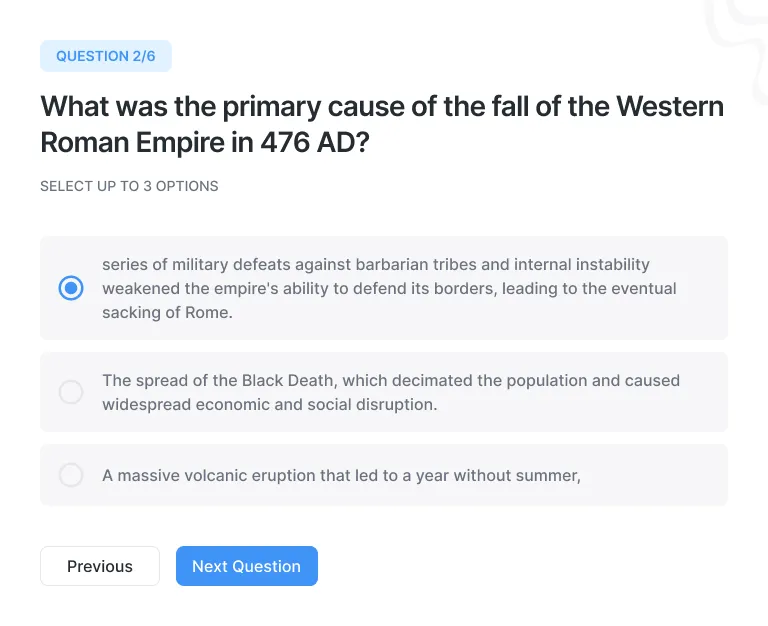 QUESTION 2/6
What was the primary cause of the fall of the Western
Roman Empire in 476 AD?
SELECT UP TO 3 OPTIONS
series of military defeats against barbarian tribes and internal instability
weakened the empire's ability to defend its borders, leading to the eventual
sacking of Rome.
The spread of the Black Death, which decimated the population and caused
widespread economic and social disruption.
A massive volcanic eruption that led to a year without summer,
Previous
Next Question